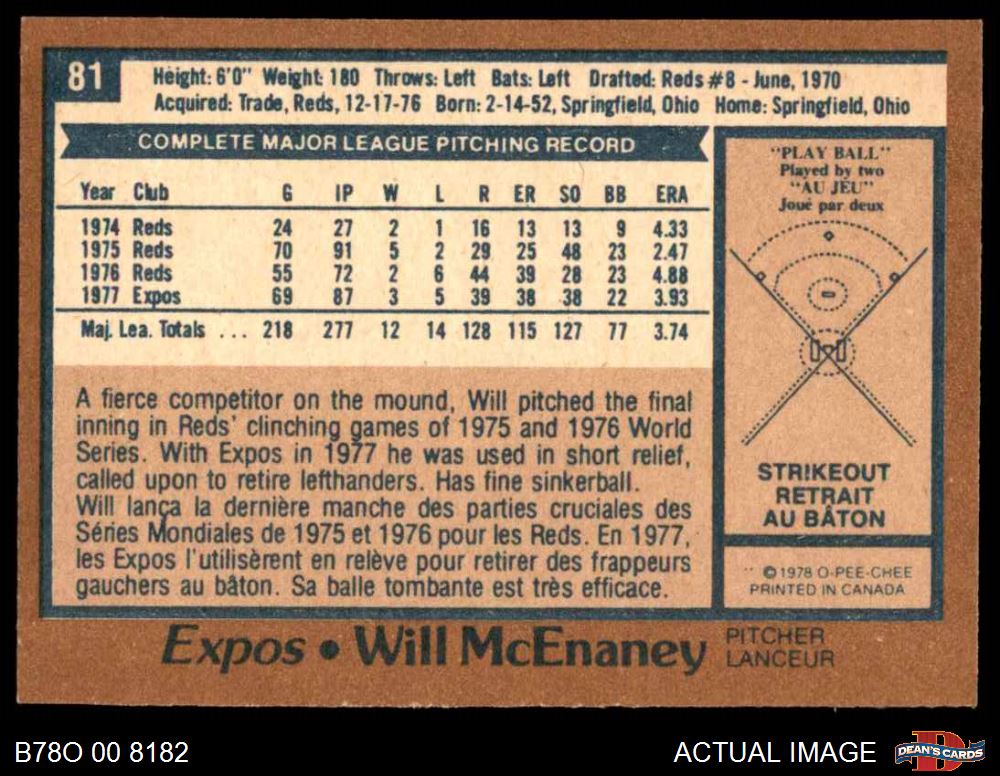 81
Height: 6'0" Weight: 180 Throws: Left Bats: Left Drafted: Reds #8 - June, 1970
Acquired: Trade, Reds, 12-17-76 Born: 2-14-52, Springfield, Ohio Home: Springfield, Ohio
COMPLETE MAJOR LEAGUE PITCHING RECORD
Year Club G IP W L R ER SO BB ERA
1974 Reds 24 27 2 1 16 13 13 9 4.33
1975 Reds 70 91 5 2 29 25 48 23 2.47
1976 Reds 55 72 2 6 44 39 28 23 4.88
1977 Expos 69 87 3 5 39 38 38 22 3.93
Maj. Lea. Totals ... 218 277 12 14 128 115 127 77 3.74
A fierce competitor on the mound, Will pitched the final
inning in Reds' clinching games of 1975 and 1976 World
Series. With Expos in 1977 he was used in short relief,
called upon to retire lefthanders. Has fine sinkerball.
Will lança la dernière manche des parties cruciales des
Séries Mondiales de 1975 et 1976 pour les Reds. En 1977,
les Expos l'utilisèrent en relève pour retirer des frappeurs
gauchers au bâton. Sa balle tombante est très efficace.
"PLAY BALL"
Played by two
"AU JEU"
Joué par deux
STRIKEOUT
RETRAIT
AU BÂTON
©1978 O-PEE-CHEE
PRINTED IN CANADA
Expos • Will McEnaney
PITCHER
LANCEUR
B78O 00 8182
ACTUAL IMAGE
DEAN'S CARDS